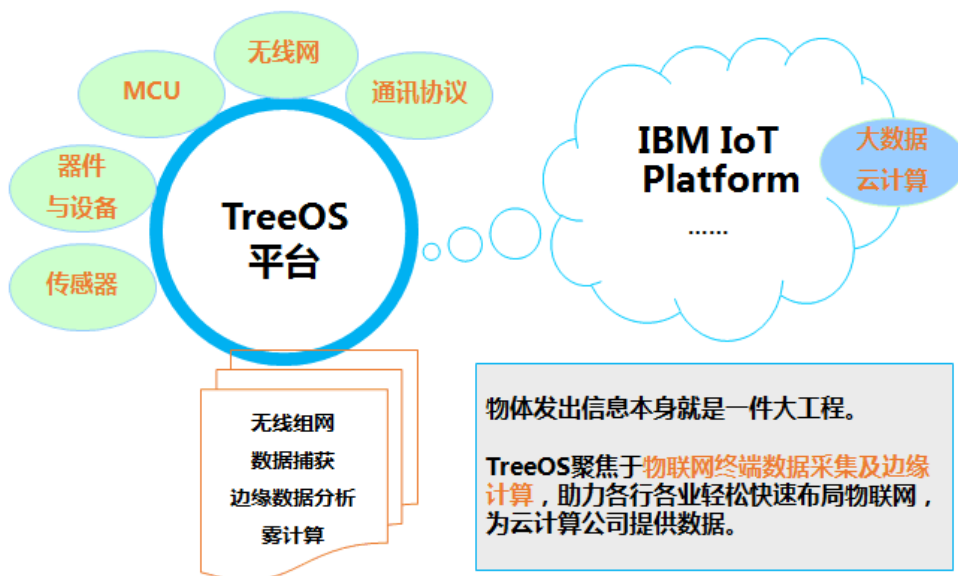 无线网
MCU
通讯协议
器件
与设备
传感器
TreeOS
平台
IBM IoT
Platform
......
大数据
云计算
无线组网
数据捕获
边缘数据分析
雾计算
物体发出信息本身就是一件大工程。
TreeOS聚焦于物联网终端数据采集及边缘
计算，助力各行各业轻松快速布局物联网，
为云计算公司提供数据。